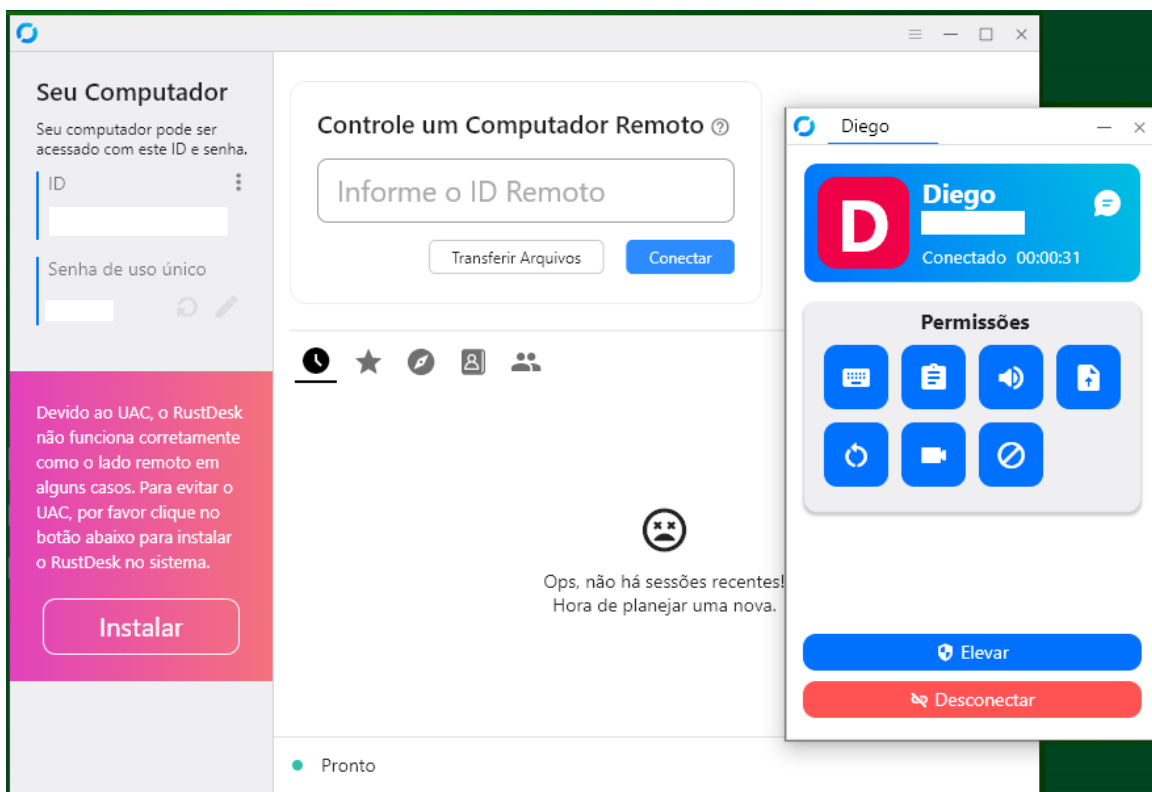 Seu Computador
Seu computador pode ser
acessado com este ID e senha.
ID
Senha de uso único
Devido ao UAC, o RustDesk
não funciona corretamente
como o lado remoto em
alguns casos. Para evitar o
UAC, por favor clique no
botão abaixo para instalar
o RustDesk no sistema.
Instalar
Controle um Computador Remoto
Informe o ID Remoto
Transferir Arquivos
Conectar
Ops, não há sessões recentes!
Hora de planejar uma nova.
Pronto
Diego
D
Diego
Conectado 00:00:31
Permissões
Elevar
Desconectar